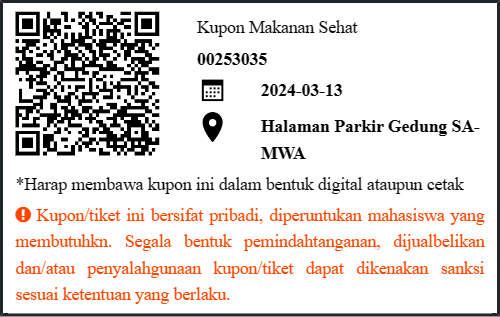 Kupon Makanan Sehat
00253035
2024-03-13
Halaman Parkir Gedung SA-
MWA
*Harap membawa kupon ini dalam bentuk digital ataupun cetak
Kupon/tiket ini bersifat pribadi, diperuntukan mahasiswa yang
membutuhkn. Segala bentuk pemindahtanganan, dijualbelikan
dan/atau penyalahgunaan kupon/tiket dapat dikenakan sanksi
sesuai ketentuan yang berlaku.